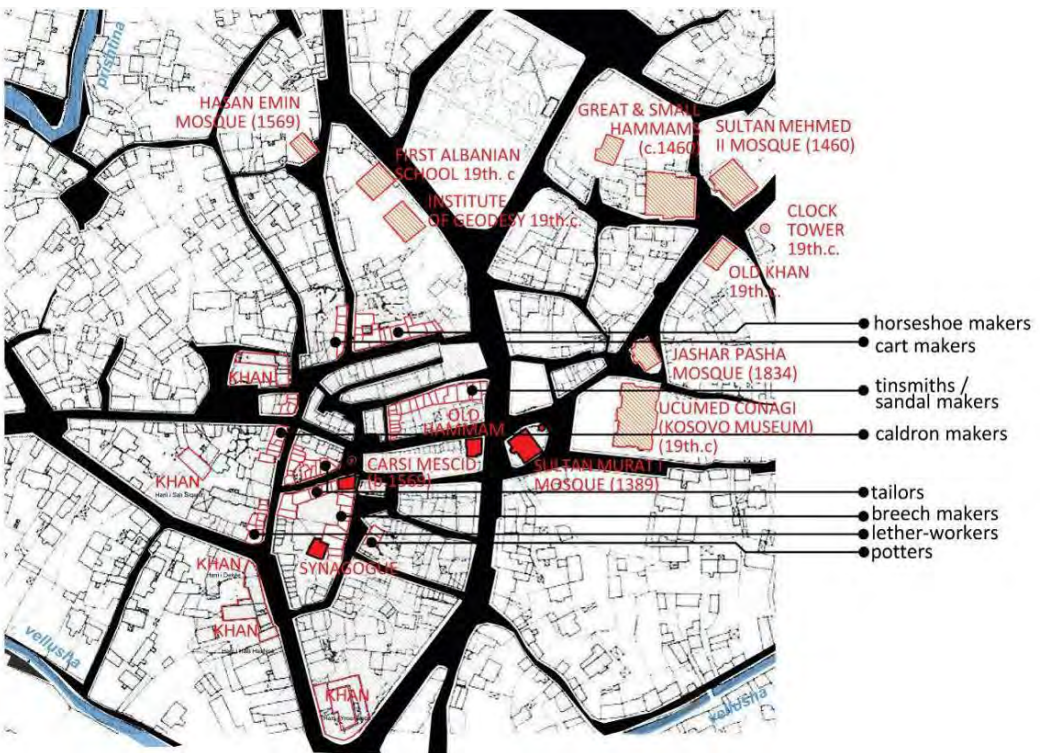 prishtina
HASAN EMIN
MOSQUE (1569)
FIRST ALBANIAN
SCHOOL 19th. c
INSTITUTE
OF GEODESY 19th.c.
GREAT & SMALL
HAMMAMS
(c.1460)
SULTAN MEHMED
II MOSQUE (1460)
CLOCK
TOWER
19th.c.
OLD KHAN
19th.c.
horseshoe makers
cart makers
JASHAR PASHA
MOSQUE (1834)
tinsmiths /
sandal makers
KHAN
OLD
HAMMAM
UCUMED CONAGI
(KOSOVO MUSEUM)
(19th.c)
caldron makers
CARSI MESCID
SULTAN MURAT I
MOSQUE (1389)
KHAN
tailors
breech makers
lether-workers
potters
SYNAGOGUE
KHAN
KHAN
KHAN
vellusha
vellusha